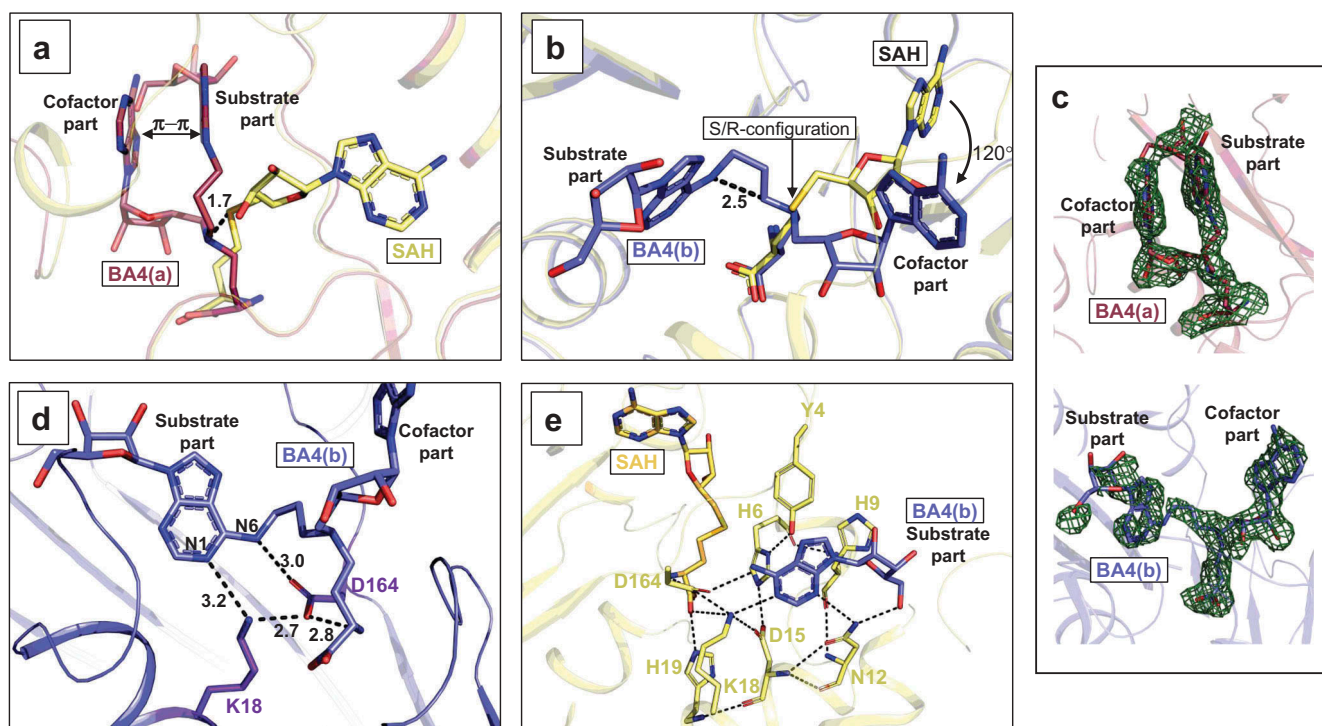 a
Cofactor
part
Substrate
part
π–π
1.7
BA4(a)
SAH
b
SAH
S/R-configuration
120°
Substrate
part
2.5
BA4(b)
Cofactor
part
c
Substrate
part
Cofactor
part
BA4(a)
Substrate
part
Cofactor
part
BA4(b)
d
Substrate
part
BA4(b)
Cofactor
part
N6
N1
3.0
D164
3.2
2.7
2.8
K18
e
Y4
SAH
H6
H9
BA4(b)
Substrate
part
D164
D15
H19
K18
N12